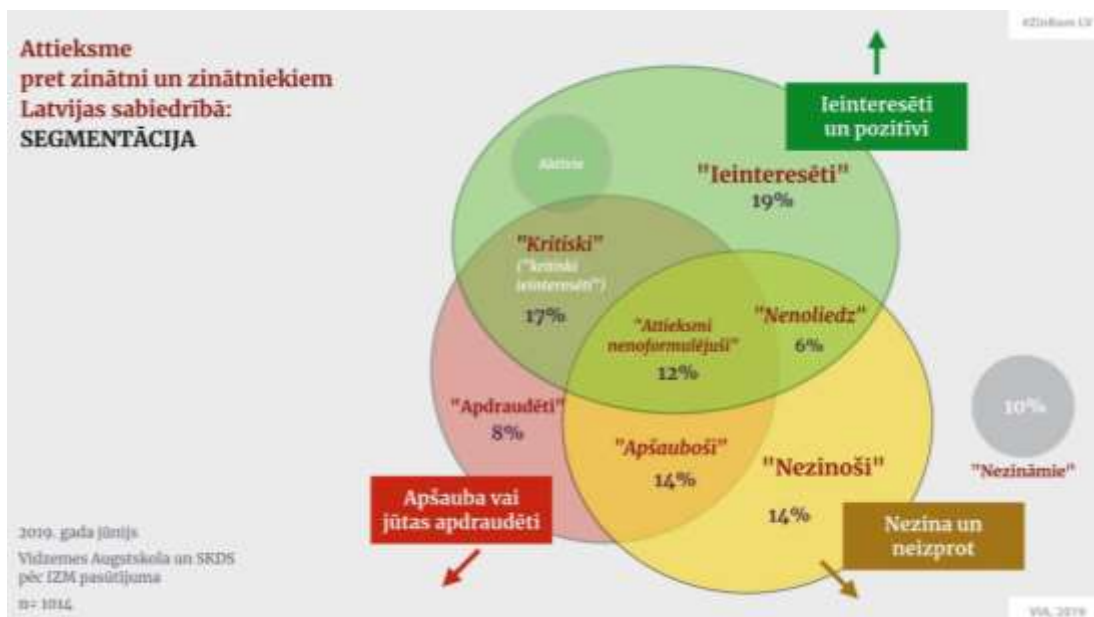 #ZinKom LV
Attieksme
pret zinātni un zinātniekiem
Latvijas sabiedrībā:
SEGMENTĀCIJA
Ieinteresēti
un pozitīvi
"Ieinteresēti"
19%
"Kritiski"
("kritiski
ieinteresēti")
17%
"Nenoliedz"
6%
"Attieksmi
nenoformulējuši"
12%
"Apdraudēti"
8%
"Apšauboši"
14%
"Nezinoši"
14%
10%
"Nezināmie"
Apšauba vai
jūtas apdraudēti
Nezina un
neizprot
2019. gada jūnijs
Vidzemes Augstskola un SKDS
pēc IZM pasūtījuma
n= 1014
VIA, 2019